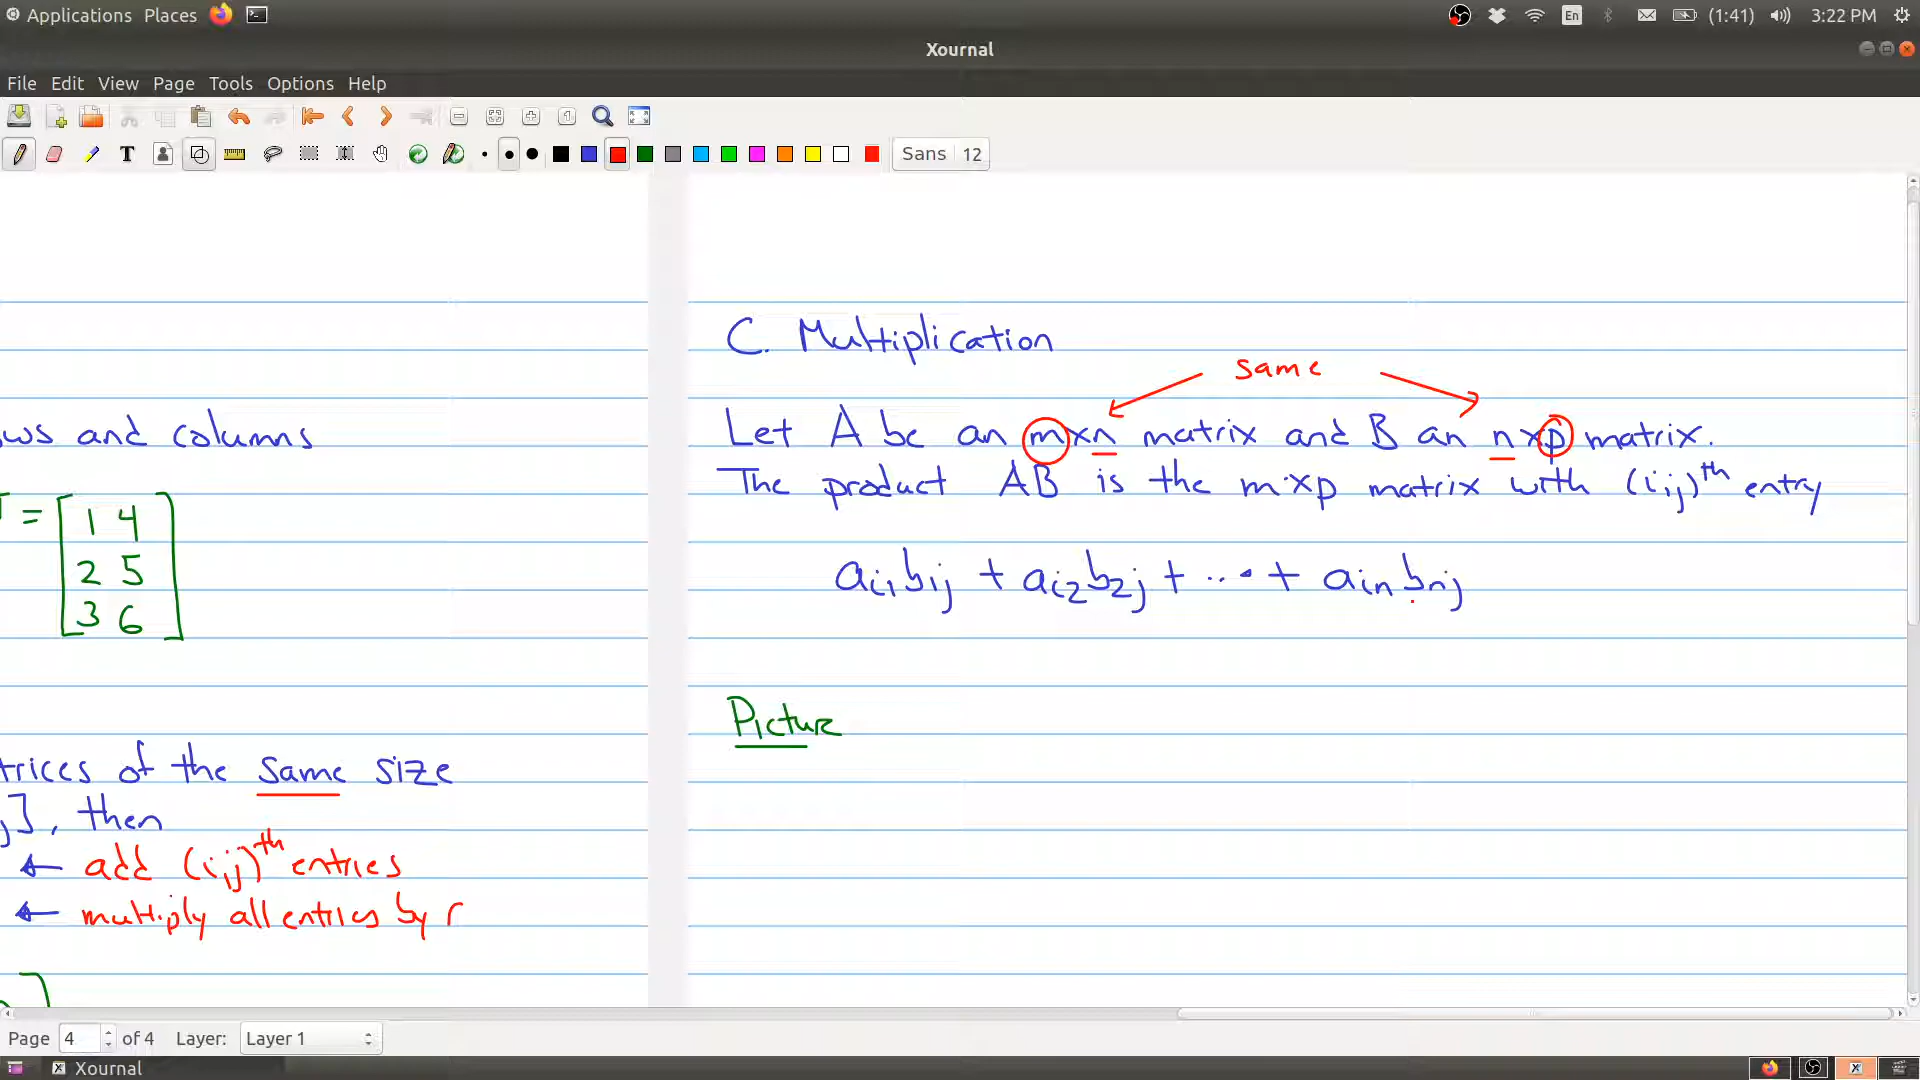 Applications Places En (1:41) 3:22 PM
Xournal
File Edit View Page Tools Options Help
T Sans 12
ws and columns
= [1 4
2 5
3 6]
trices of the same size
], then
← add (i,j)th entries
← multiply all entries by r
C. Multiplication
same
Let A be an m×n matrix and B an n×p matrix.
The product AB is the m×p matrix with (i,j)th entry
ai1b1j + ai2b2j + ... + ainbnj
Picture
Page 4 of 4 Layer: Layer 1
Xournal